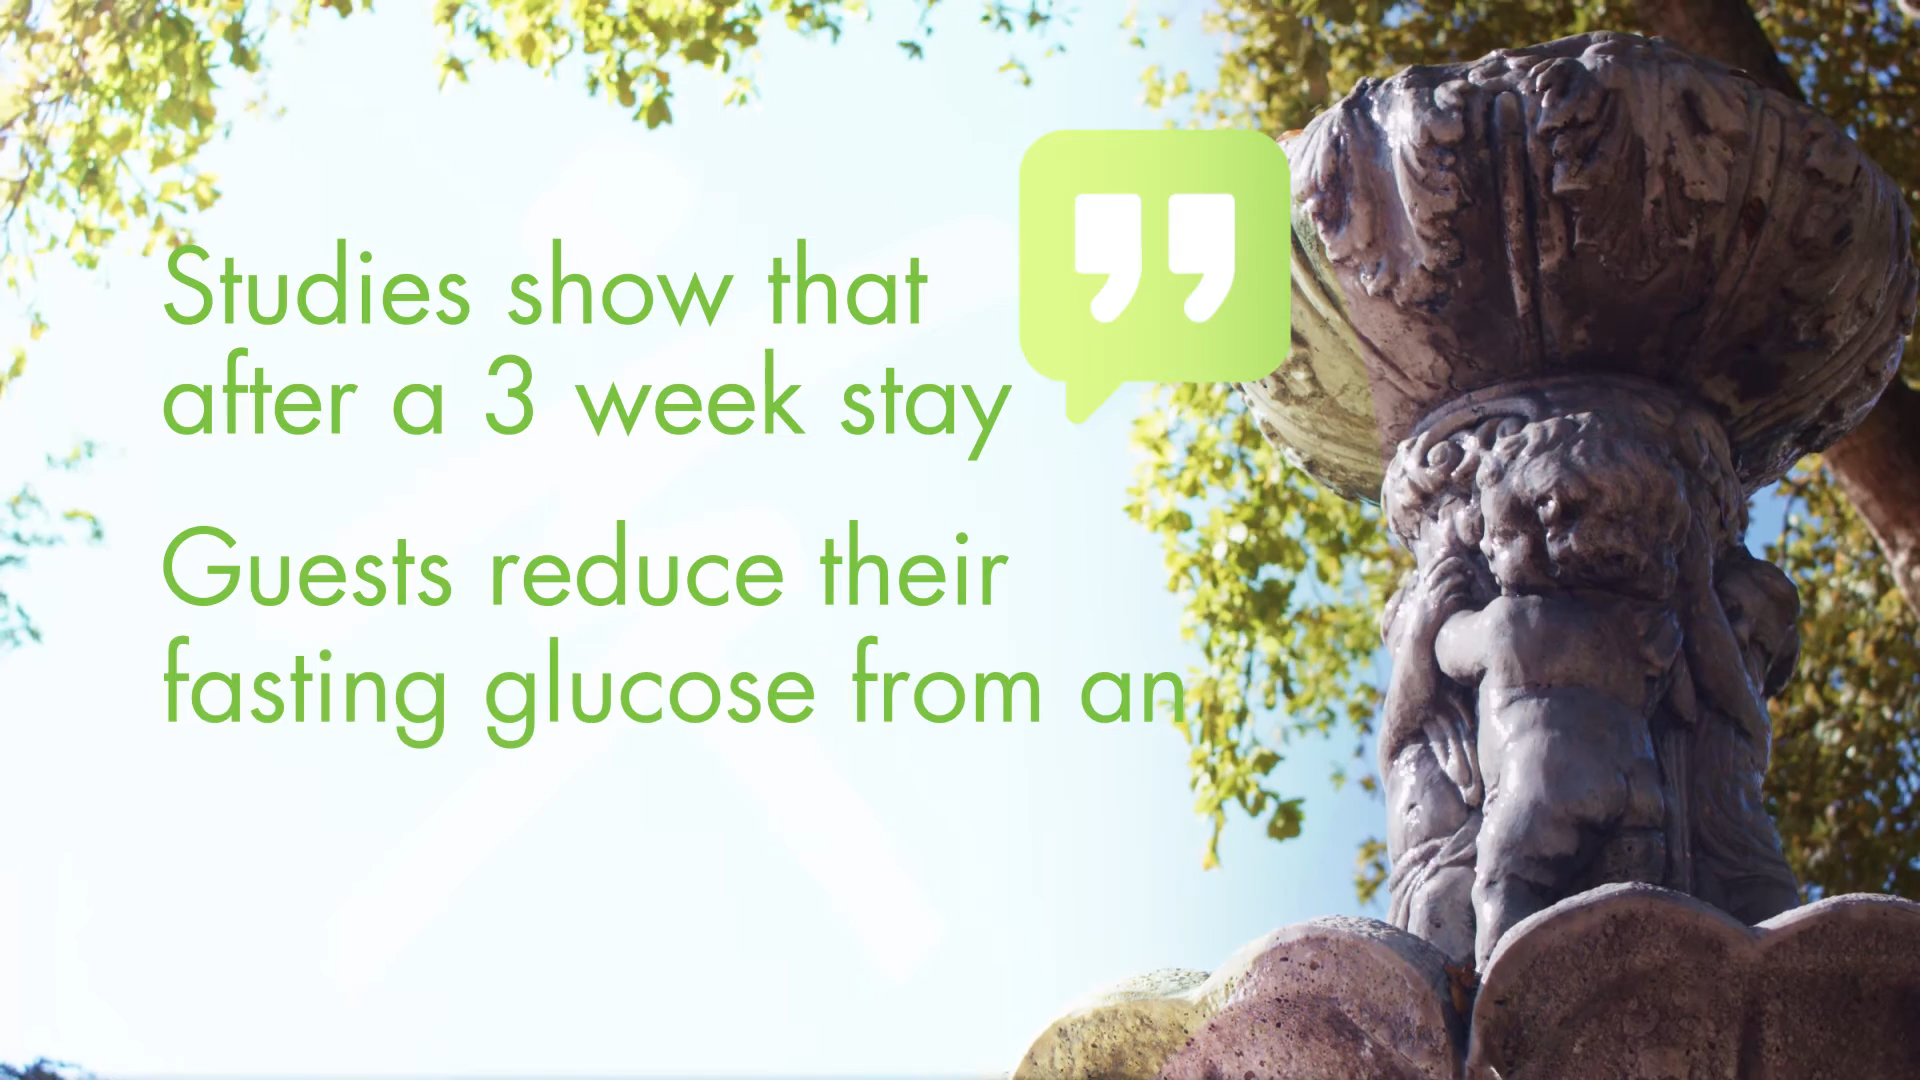 Studies show that
after a 3 week stay
Guests reduce their
fasting glucose from an